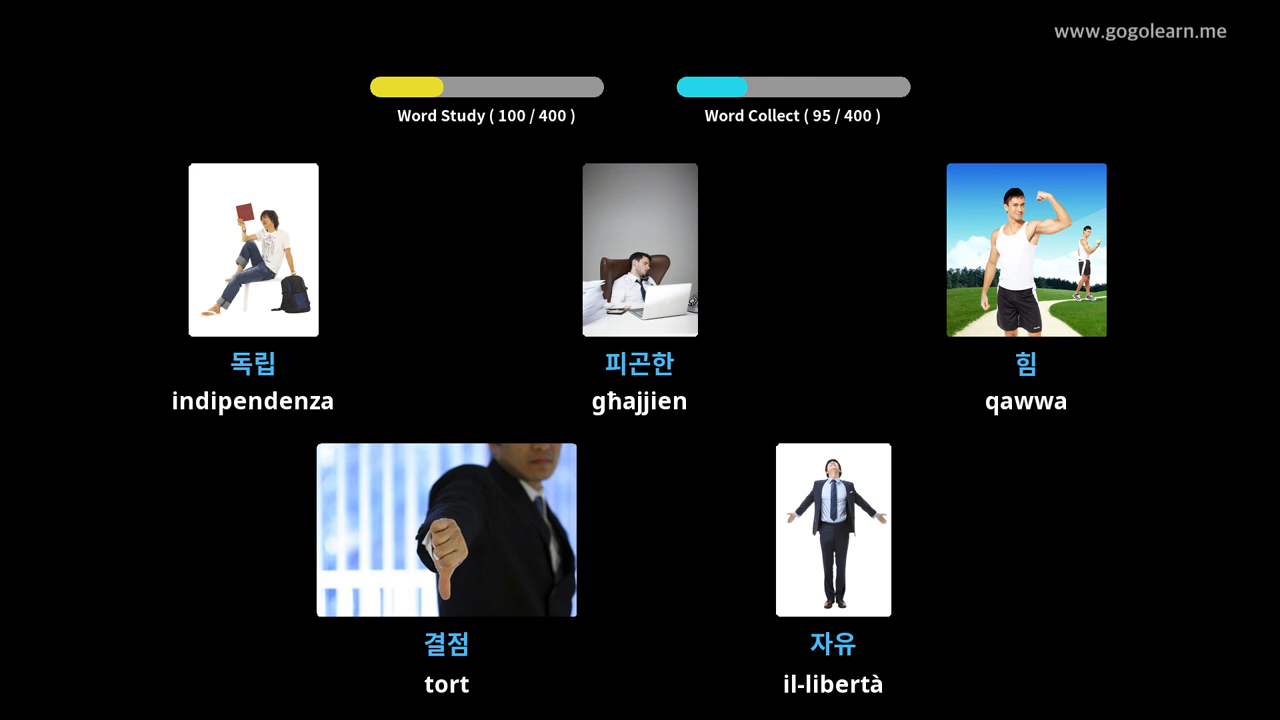 www.gogolearn.me
Word Study ( 100 / 400 )
Word Collect ( 95 / 400 )
독립
indipendenza
피곤한
għajjien
힘
qawwa
결점
tort
자유
il-libertà